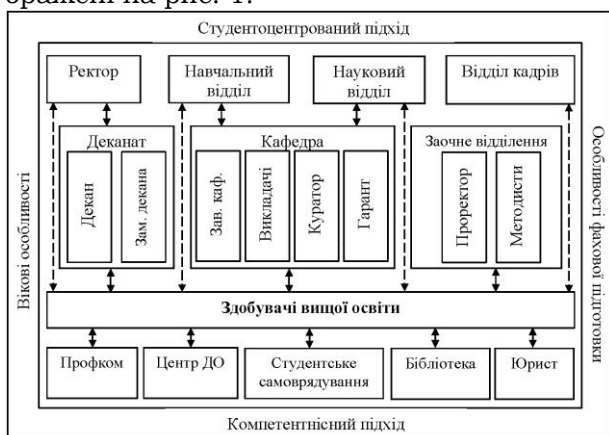 ображені на рис. 1.
Студентоцентрований підхід
Ректор
Навчальний
відділ
Науковий
відділ
Відділ кадрів
Деканат
Декан
Зам. декана
Кафедра
Зав. каф.
Викладачі
Куратор
Гарант
Заочне відділення
Проректор
Методисти
Вікові особливості
Особливості фахової підготовки
Здобувачі вищої освіти
Профком
Центр ДО
Студентське
самоврядування
Бібліотека
Юрист
Компетентнісний підхід